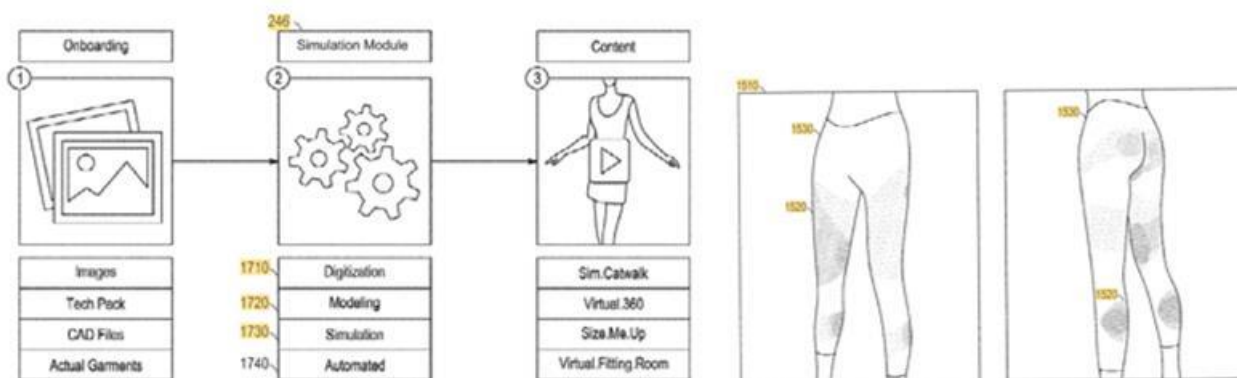 246
Onboarding
Simulation Module
Content
1
2
3
Images
Tech Pack
CAD Files
Actual Garments
1710
1720
1730
1740
Digitization
Modeling
Simulation
Automated
Sim.Catwalk
Virtual.360
Size.Me.Up
Virtual.Fitting.Room
1510
1530
1520
1530
1520